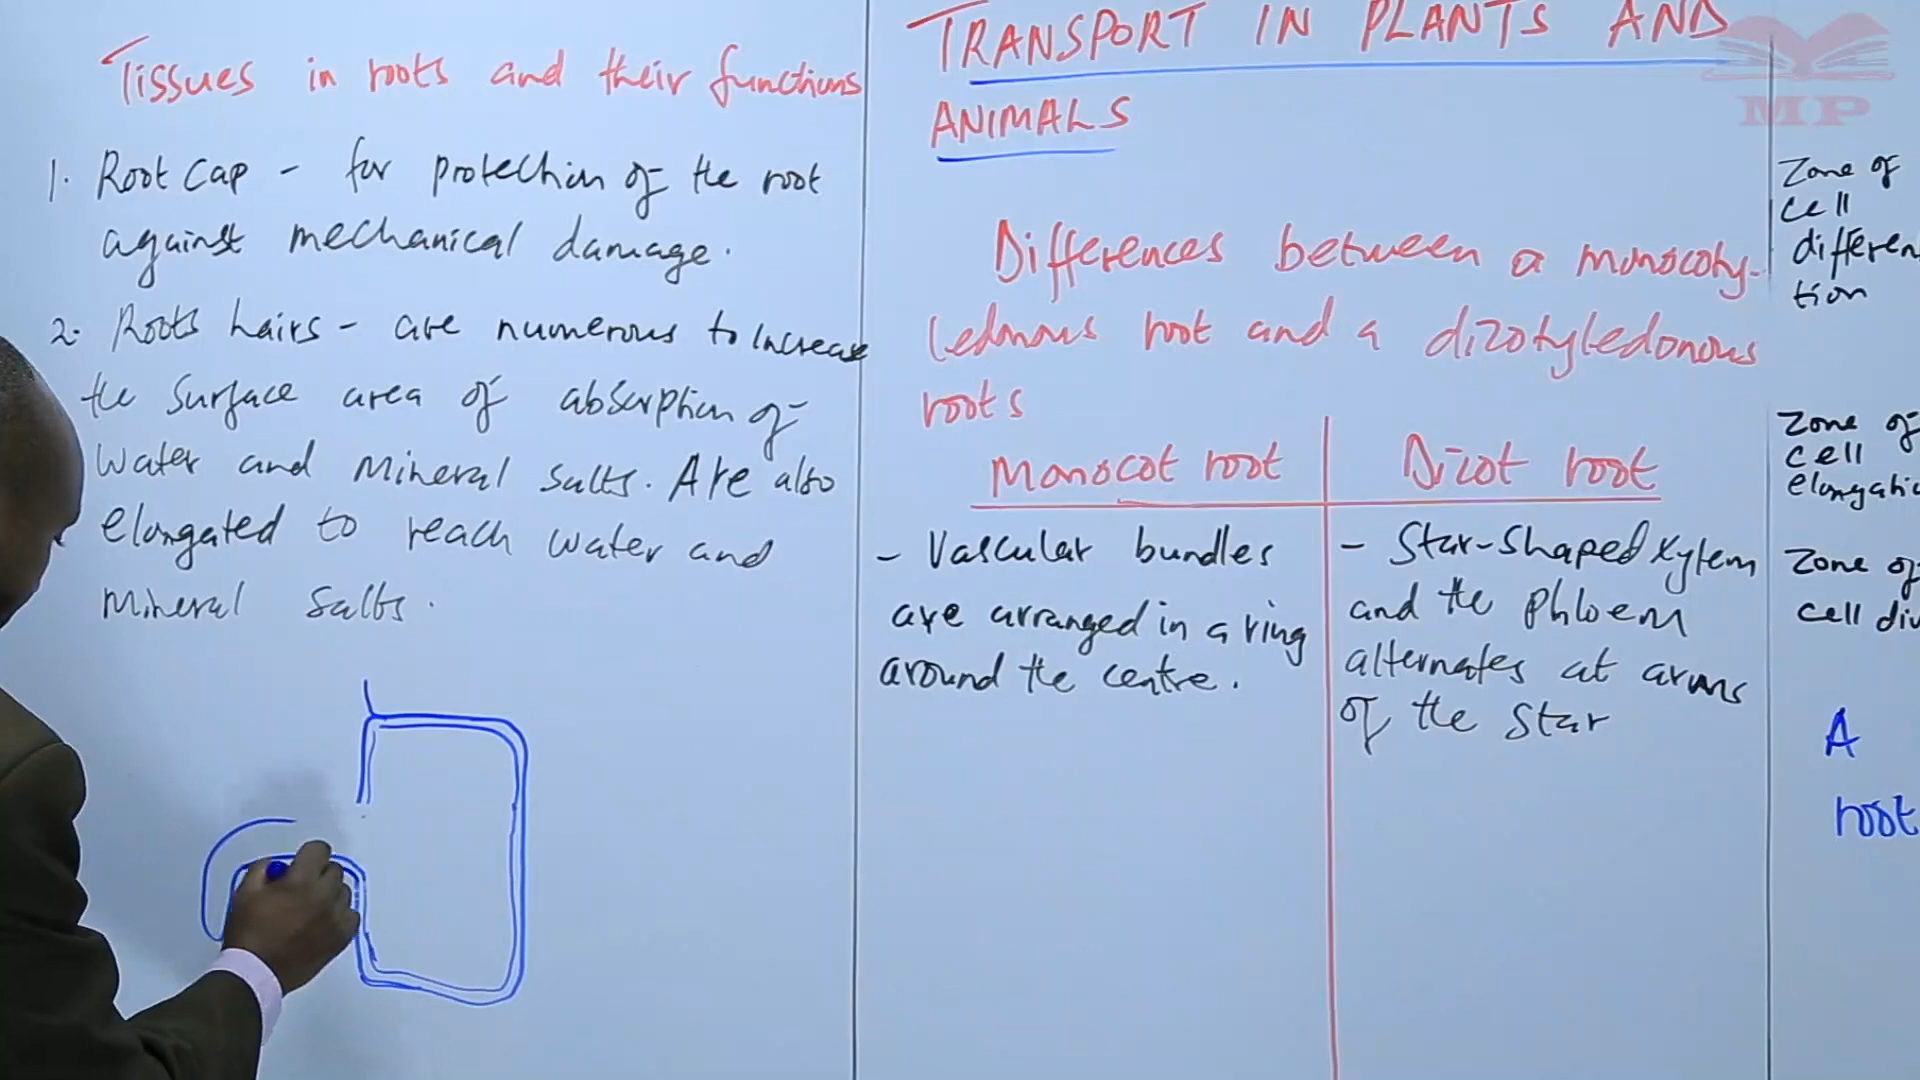 Tissues in roots and their functions
1. Root Cap - for protection of the root
against mechanical damage.
2. Roots hairs - are numerous to Increase
the surface area of absorption of
water and mineral salts. Are also
elongated to reach water and
mineral salts.
TRANSPORT IN PLANTS AND
ANIMALS
Differences between a monocoty-
ledonous root and a dicotyledonous
roots
Monocot root
- Vascular bundles
are arranged in a ring
around the centre.
Dicot root
- Star-shaped xylem
and the phloem
alternates at arms
of the star
MP
Zone of
cell
differen
tion
Zone of
cell
elongatio
Zone of
cell div
A
root